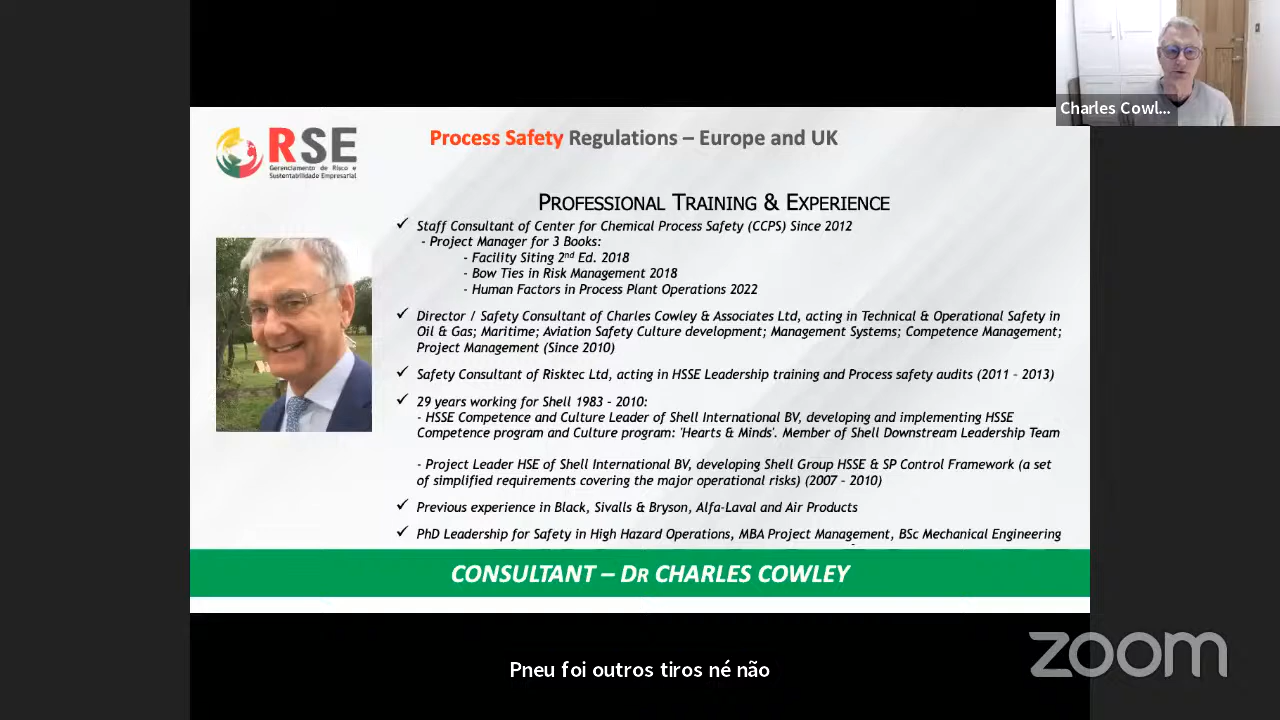 Charles Cowl...
RSE
Gerenciamento de Risco e
Sustentabilidade Empresarial
Process Safety Regulations – Europe and UK
PROFESSIONAL TRAINING & EXPERIENCE
✓ Staff Consultant of Center for Chemical Process Safety (CCPS) Since 2012
- Project Manager for 3 Books:
- Facility Siting 2nd Ed. 2018
- Bow Ties in Risk Management 2018
- Human Factors in Process Plant Operations 2022
✓ Director / Safety Consultant of Charles Cowley & Associates Ltd, acting in Technical & Operational Safety in
Oil & Gas; Maritime; Aviation Safety Culture development; Management Systems; Competence Management;
Project Management (Since 2010)
✓ Safety Consultant of Risktec Ltd, acting in HSSE Leadership training and Process safety audits (2011 – 2013)
✓ 29 years working for Shell 1983 – 2010:
- HSSE Competence and Culture Leader of Shell International BV, developing and implementing HSSE
Competence program and Culture program: 'Hearts & Minds'. Member of Shell Downstream Leadership Team
- Project Leader HSE of Shell International BV, developing Shell Group HSSE & SP Control Framework (a set
of simplified requirements covering the major operational risks) (2007 – 2010)
✓ Previous experience in Black, Sivalls & Bryson, Alfa-Laval and Air Products
✓ PhD Leadership for Safety in High Hazard Operations, MBA Project Management, BSc Mechanical Engineering
CONSULTANT – DR CHARLES COWLEY
zoom
Pneu foi outros tiros né não